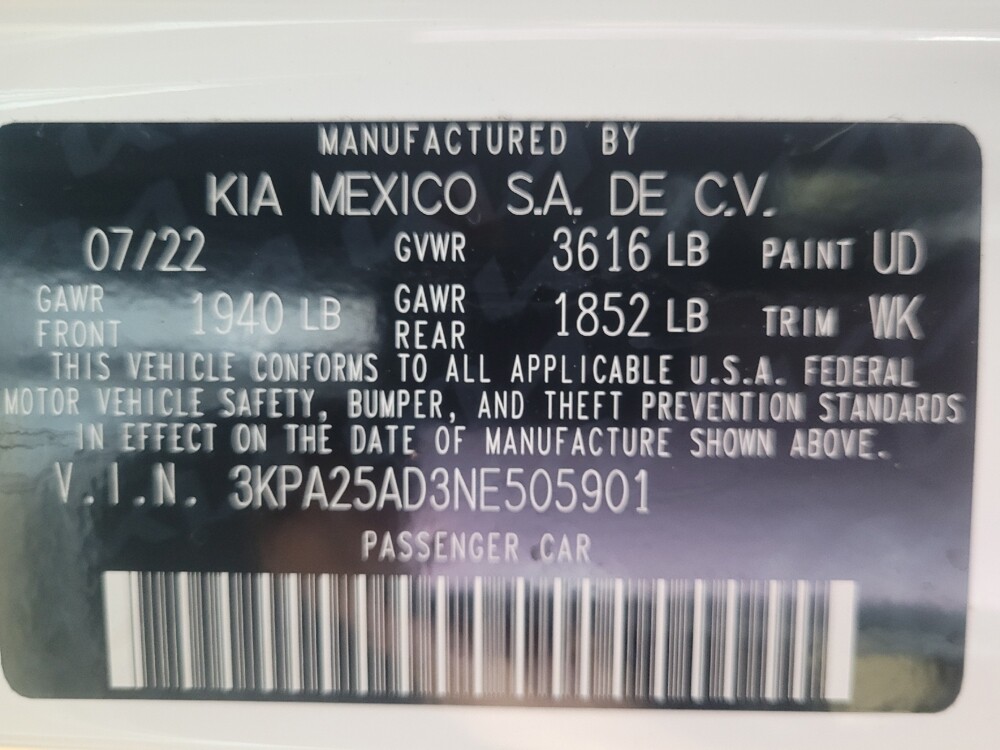 MANUFACTURED BY
KIA MEXICO S.A. DE C.V.
07/22 GVWR 3616 LB PAINT UD
GAWR FRONT 1940 LB GAWR REAR 1852 LB TRIM WK
THIS VEHICLE CONFORMS TO ALL APPLICABLE U.S.A. FEDERAL
MOTOR VEHICLE SAFETY, BUMPER, AND THEFT PREVENTION STANDARDS
IN EFFECT ON THE DATE OF MANUFACTURE SHOWN ABOVE.
V.I.N. 3KPA25AD3NE505901
PASSENGER CAR